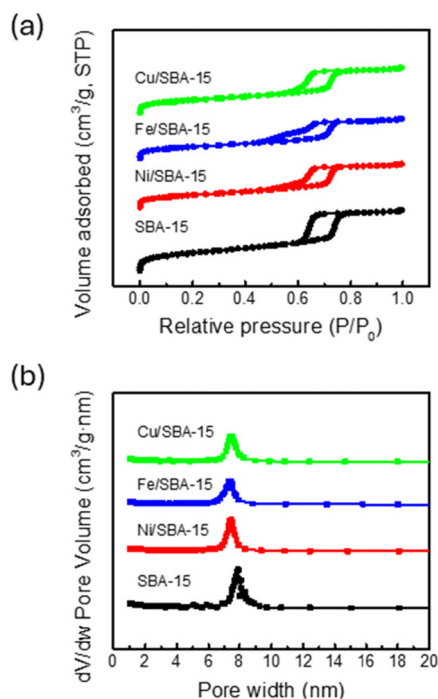 (a)
Volume adsorbed (cm³/g, STP)
Cu/SBA-15
Fe/SBA-15
Ni/SBA-15
SBA-15
0.0 0.2 0.4 0.6 0.8 1.0
Relative pressure (P/P₀)
(b)
dV/dw Pore Volume (cm³/g·nm)
Cu/SBA-15
Fe/SBA-15
Ni/SBA-15
SBA-15
0 2 4 6 8 10 12 14 16 18 20
Pore width (nm)